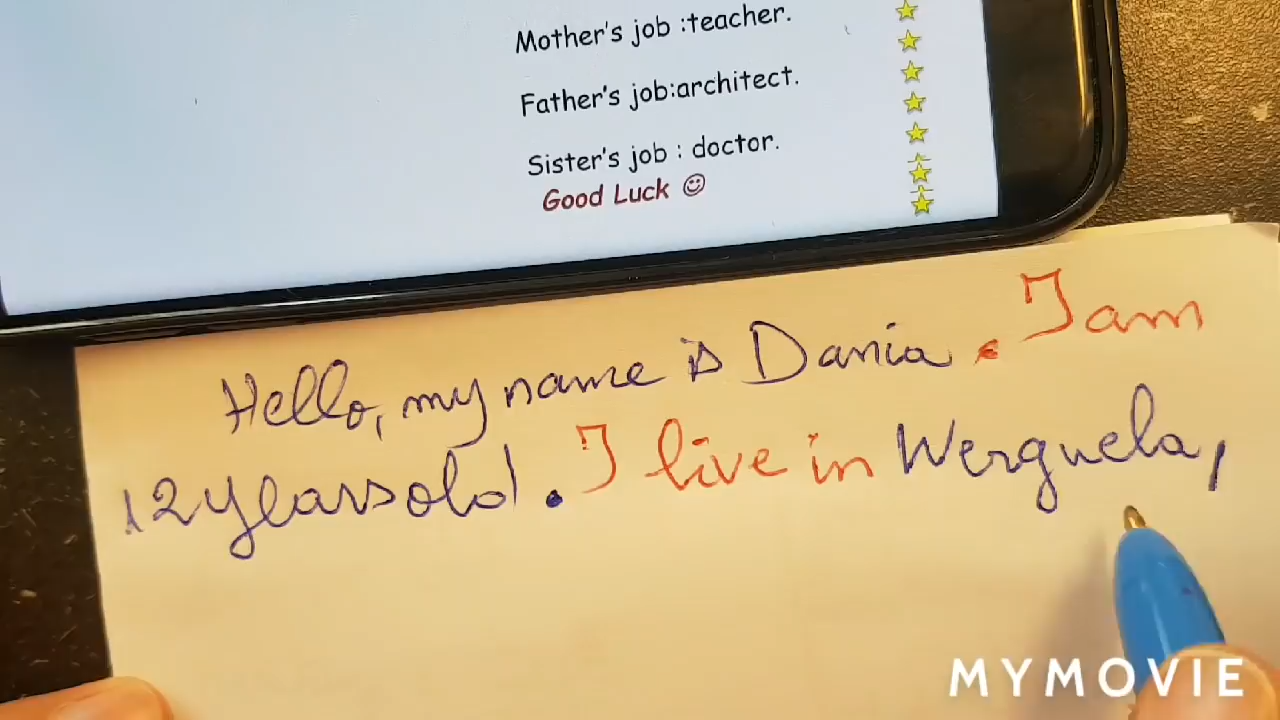 Mother's job :teacher.
Father's job:architect.
Sister's job : doctor.
Good Luck ☺
Hello, my name is Dania. I am
12 years old. I live in Werguela,
MYMOVIE